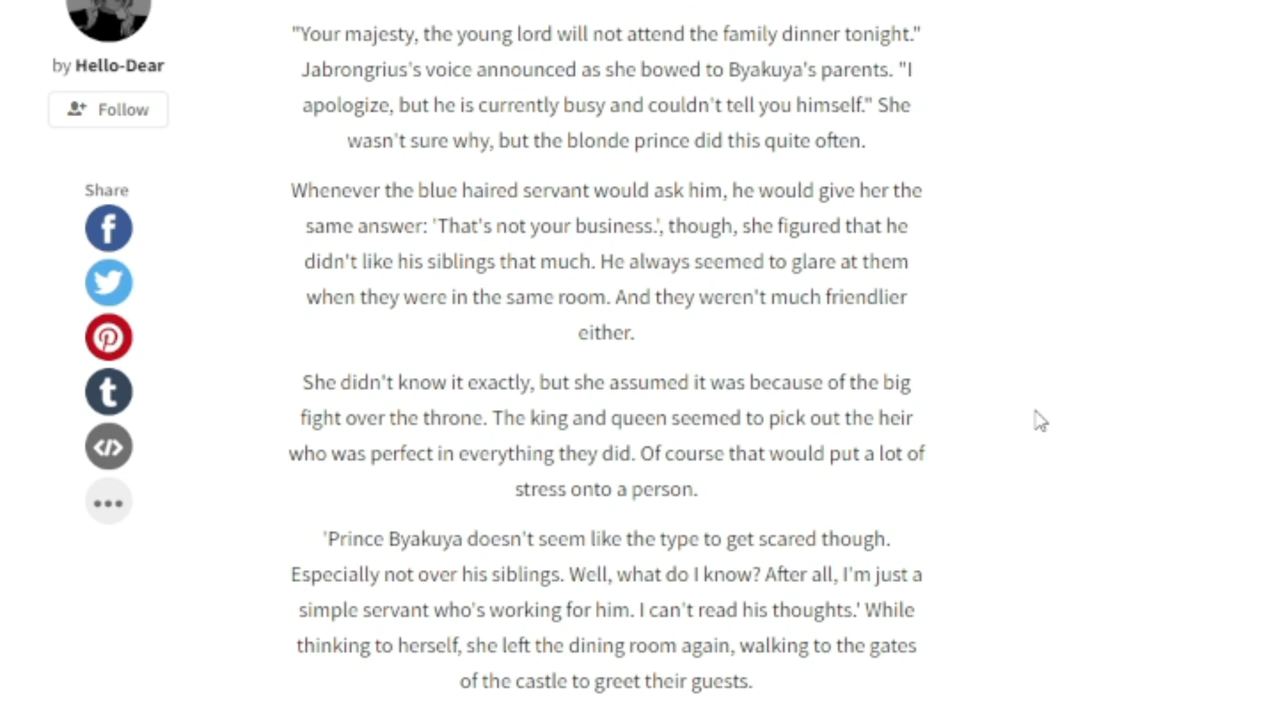 "Your majesty, the young lord will not attend the family dinner tonight."
Jabrongrius's voice announced as she bowed to Byakuya's parents. "I
apologize, but he is currently busy and couldn't tell you himself." She
wasn't sure why, but the blonde prince did this quite often.
by Hello-Dear
Follow
Whenever the blue haired servant would ask him, he would give her the
same answer: 'That's not your business.', though, she figured that he
didn't like his siblings that much. He always seemed to glare at them
when they were in the same room. And they weren't much friendlier
either.
Share
f
t
</>
She didn't know it exactly, but she assumed it was because of the big
fight over the throne. The king and queen seemed to pick out the heir
who was perfect in everything they did. Of course that would put a lot of
stress onto a person.
'Prince Byakuya doesn't seem like the type to get scared though.
Especially not over his siblings. Well, what do I know? After all, I'm just a
simple servant who's working for him. I can't read his thoughts.' While
thinking to herself, she left the dining room again, walking to the gates
of the castle to greet their guests.